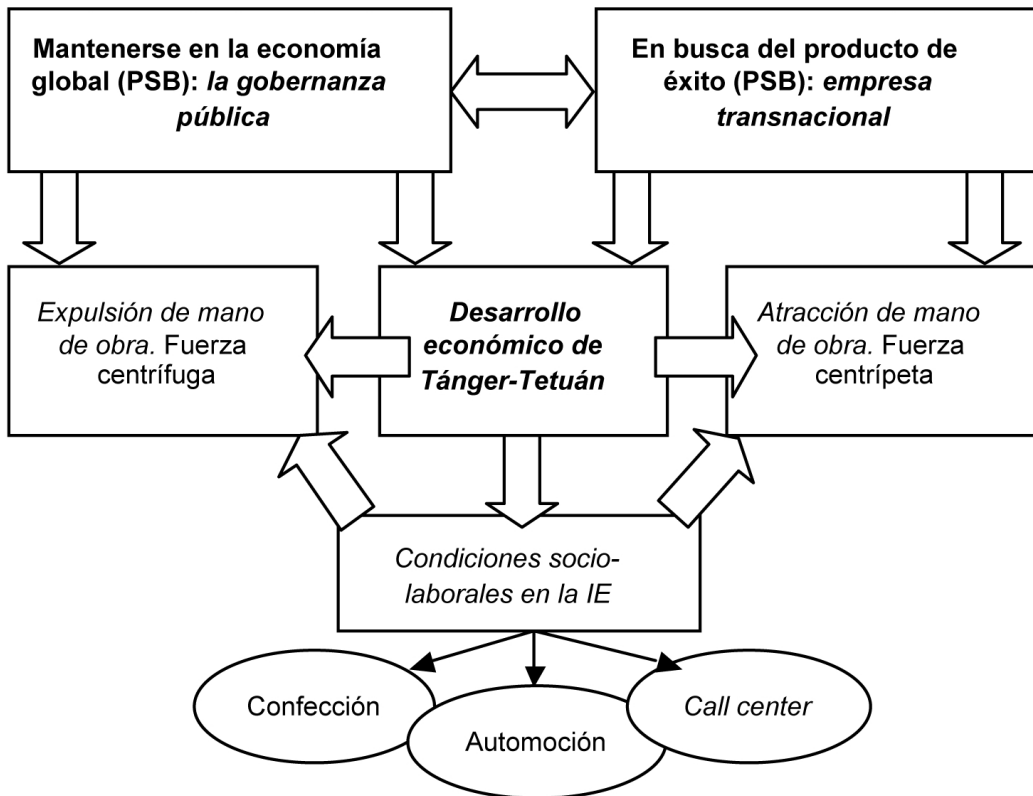 Mantenerse en la economía
global (PSB): la gobernanza
pública
En busca del producto de
éxito (PSB): empresa
transnacional
Expulsión de mano
de obra. Fuerza
centrífuga
Desarrollo
económico de
Tánger-Tetuán
Atracción de mano
de obra. Fuerza
centrípeta
Condiciones socio-
laborales en la IE
Confección
Automoción
Call center